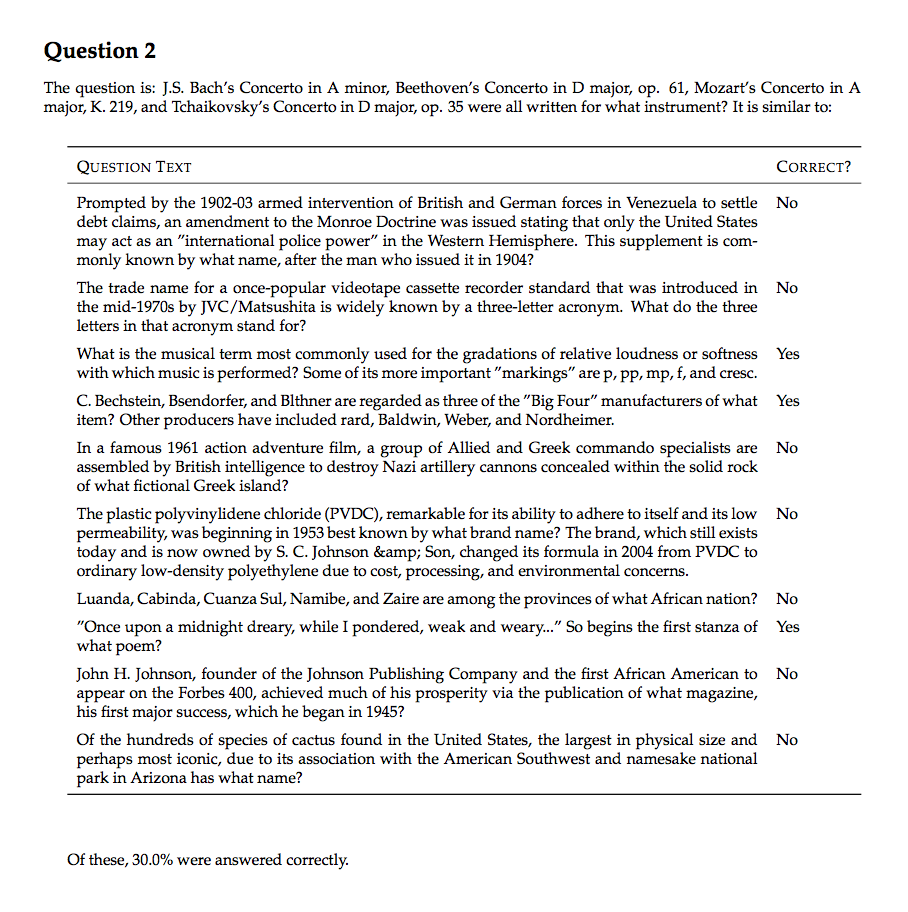 Question 2
The question is: J.S. Bach's Concerto in A minor, Beethoven's Concerto in D major, op. 61, Mozart's Concerto in A
major, K. 219, and Tchaikovsky's Concerto in D major, op. 35 were all written for what instrument? It is similar to:
QUESTION TEXT CORRECT?
Prompted by the 1902-03 armed intervention of British and German forces in Venezuela to settle No
debt claims, an amendment to the Monroe Doctrine was issued stating that only the United States
may act as an "international police power" in the Western Hemisphere. This supplement is com-
monly known by what name, after the man who issued it in 1904?
The trade name for a once-popular videotape cassette recorder standard that was introduced in No
the mid-1970s by JVC/Matsushita is widely known by a three-letter acronym. What do the three
letters in that acronym stand for?
What is the musical term most commonly used for the gradations of relative loudness or softness Yes
with which music is performed? Some of its more important "markings" are p, pp, mp, f, and cresc.
C. Bechstein, Bsendorfer, and Blthner are regarded as three of the "Big Four" manufacturers of what Yes
item? Other producers have included rard, Baldwin, Weber, and Nordheimer.
In a famous 1961 action adventure film, a group of Allied and Greek commando specialists are No
assembled by British intelligence to destroy Nazi artillery cannons concealed within the solid rock
of what fictional Greek island?
The plastic polyvinylidene chloride (PVDC), remarkable for its ability to adhere to itself and its low No
permeability, was beginning in 1953 best known by what brand name? The brand, which still exists
today and is now owned by S. C. Johnson &amp; Son, changed its formula in 2004 from PVDC to
ordinary low-density polyethylene due to cost, processing, and environmental concerns.
Luanda, Cabinda, Cuanza Sul, Namibe, and Zaire are among the provinces of what African nation? No
"Once upon a midnight dreary, while I pondered, weak and weary..." So begins the first stanza of Yes
what poem?
John H. Johnson, founder of the Johnson Publishing Company and the first African American to No
appear on the Forbes 400, achieved much of his prosperity via the publication of what magazine,
his first major success, which he began in 1945?
Of the hundreds of species of cactus found in the United States, the largest in physical size and No
perhaps most iconic, due to its association with the American Southwest and namesake national
park in Arizona has what name?
Of these, 30.0% were answered correctly.